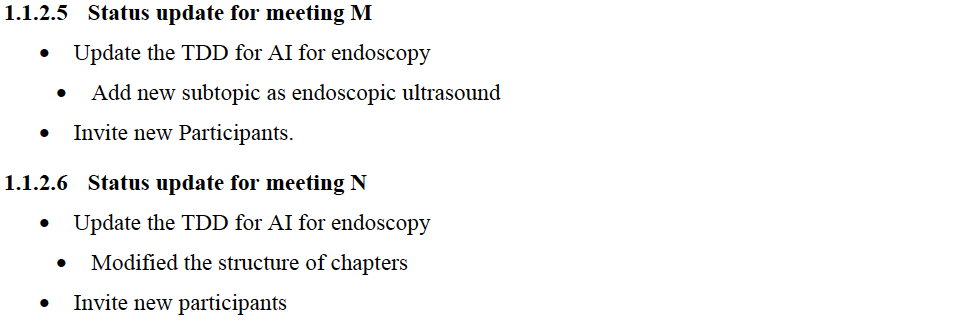 1.1.2.5 Status update for meeting M
• Update the TDD for AI for endoscopy
• Add new subtopic as endoscopic ultrasound
• Invite new Participants.
1.1.2.6 Status update for meeting N
• Update the TDD for AI for endoscopy
• Modified the structure of chapters
• Invite new participants